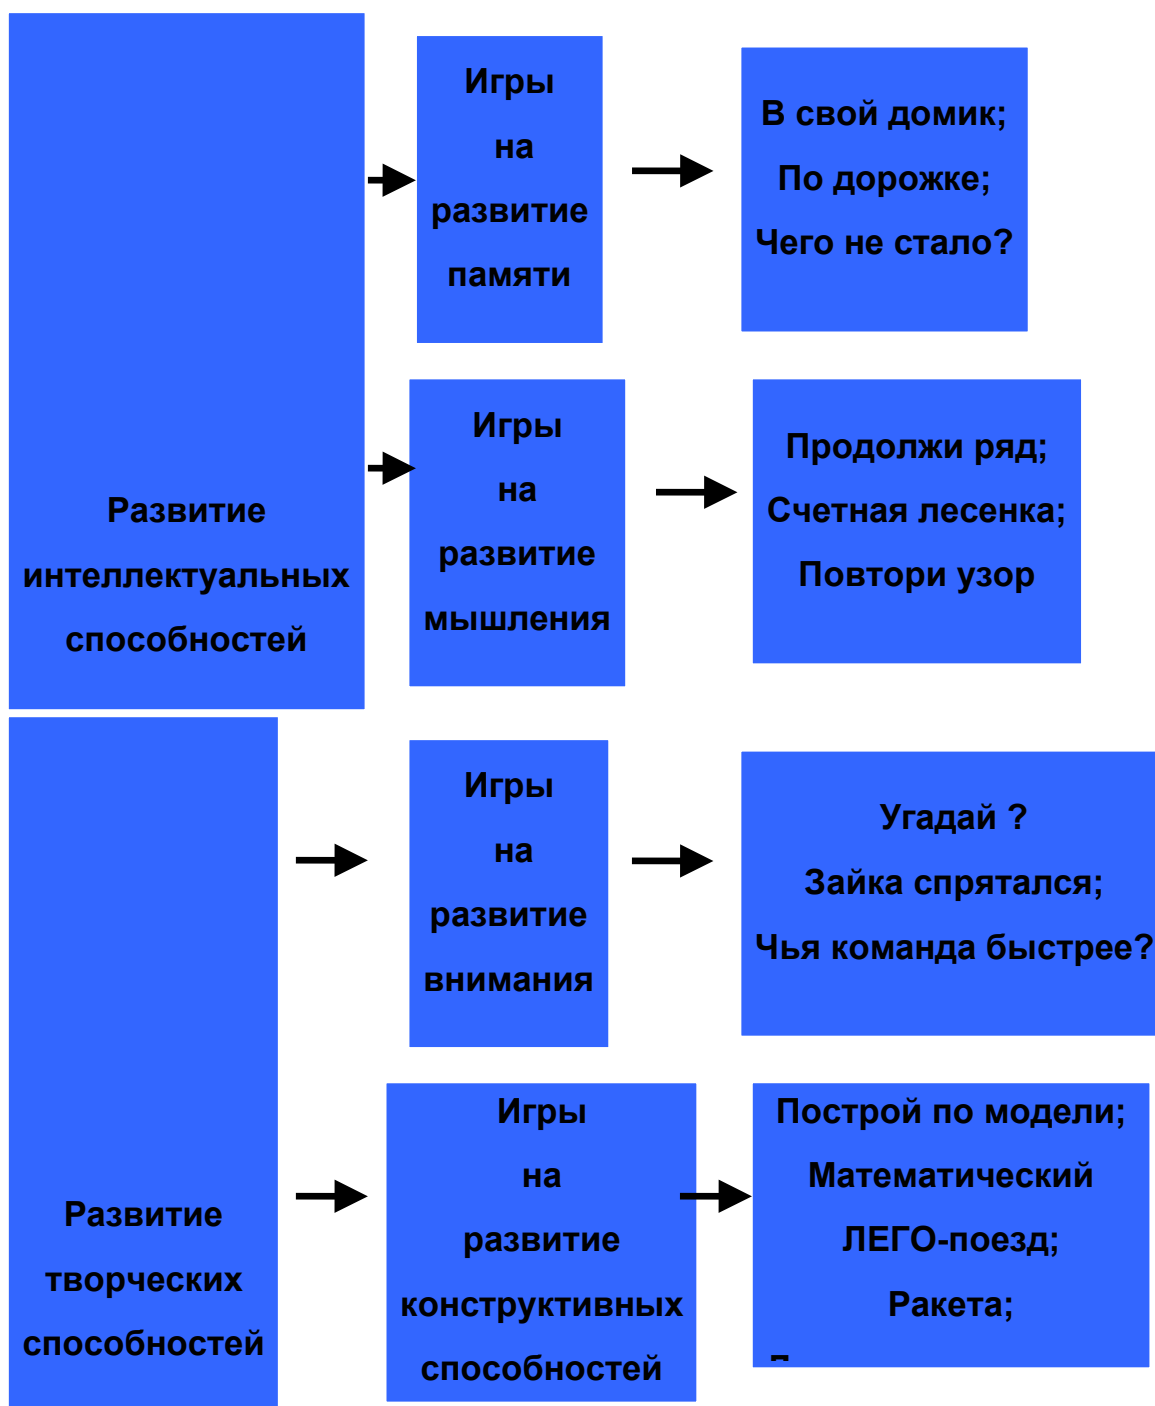 Развитие
интеллектуальных
способностей
Игры
на
развитие
памяти
В свой домик;
По дорожке;
Чего не стало?
Игры
на
развитие
мышления
Продолжи ряд;
Счетная лесенка;
Повтори узор
Развитие
творческих
способностей
Игры
на
развитие
внимания
Угадай ?
Зайка спрятался;
Чья команда быстрее?
Игры
на
развитие
конструктивных
способностей
Построй по модели;
Математический
ЛЕГО-поезд;
Ракета;